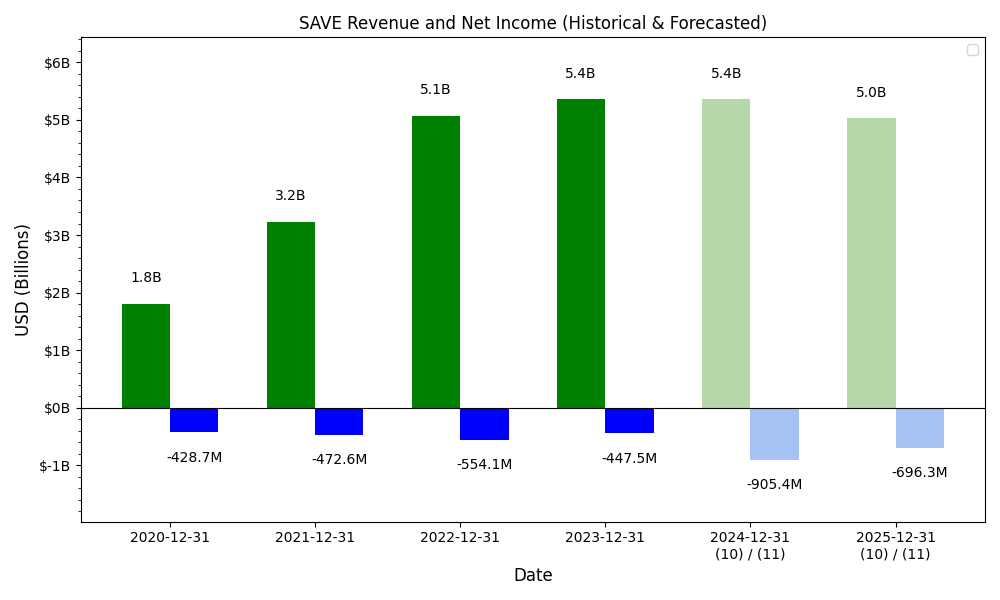 SAVE Revenue and Net Income (Historical & Forecasted)
USD (Billions)
$6B
$5B
$4B
$3B
$2B
$1B
$0B
$-1B
1.8B
3.2B
5.1B
5.4B
5.4B
5.0B
-428.7M
-472.6M
-554.1M
-447.5M
-905.4M
-696.3M
2020-12-31
2021-12-31
2022-12-31
2023-12-31
2024-12-31
(10) / (11)
2025-12-31
(10) / (11)
Date